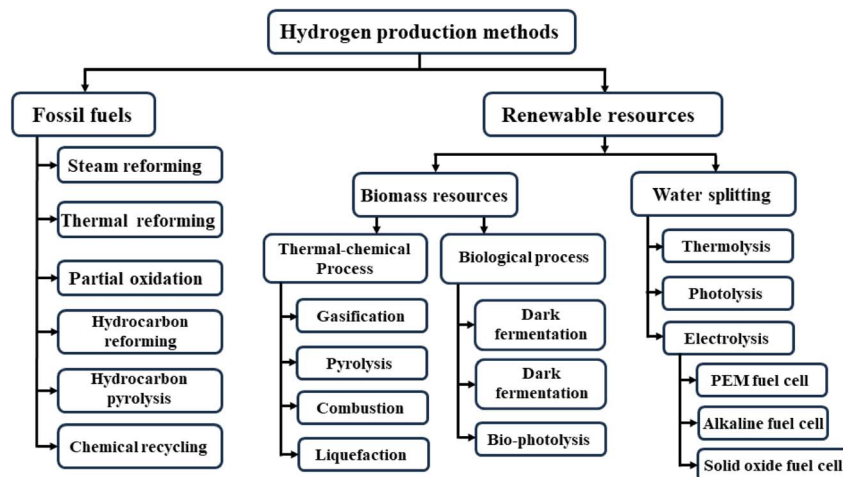 Hydrogen production methods
Fossil fuels
Steam reforming
Thermal reforming
Partial oxidation
Hydrocarbon
reforming
Hydrocarbon
pyrolysis
Chemical recycling
Renewable resources
Biomass resources
Thermal-chemical
Process
Gasification
Pyrolysis
Combustion
Liquefaction
Biological process
Dark
fermentation
Dark
fermentation
Bio-photolysis
Water splitting
Thermolysis
Photolysis
Electrolysis
PEM fuel cell
Alkaline fuel cell
Solid oxide fuel cell